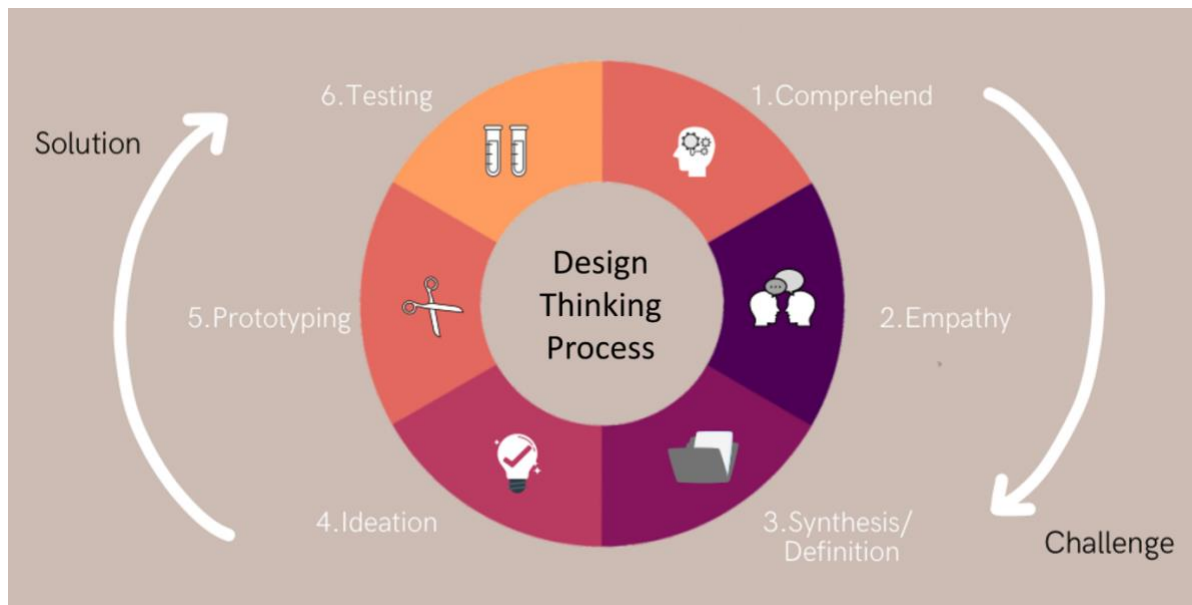 6.Testing
1.Comprehend
Solution
Design
Thinking
Process
5.Prototyping
2.Empathy
4.Ideation
3.Synthesis/
Definition
Challenge